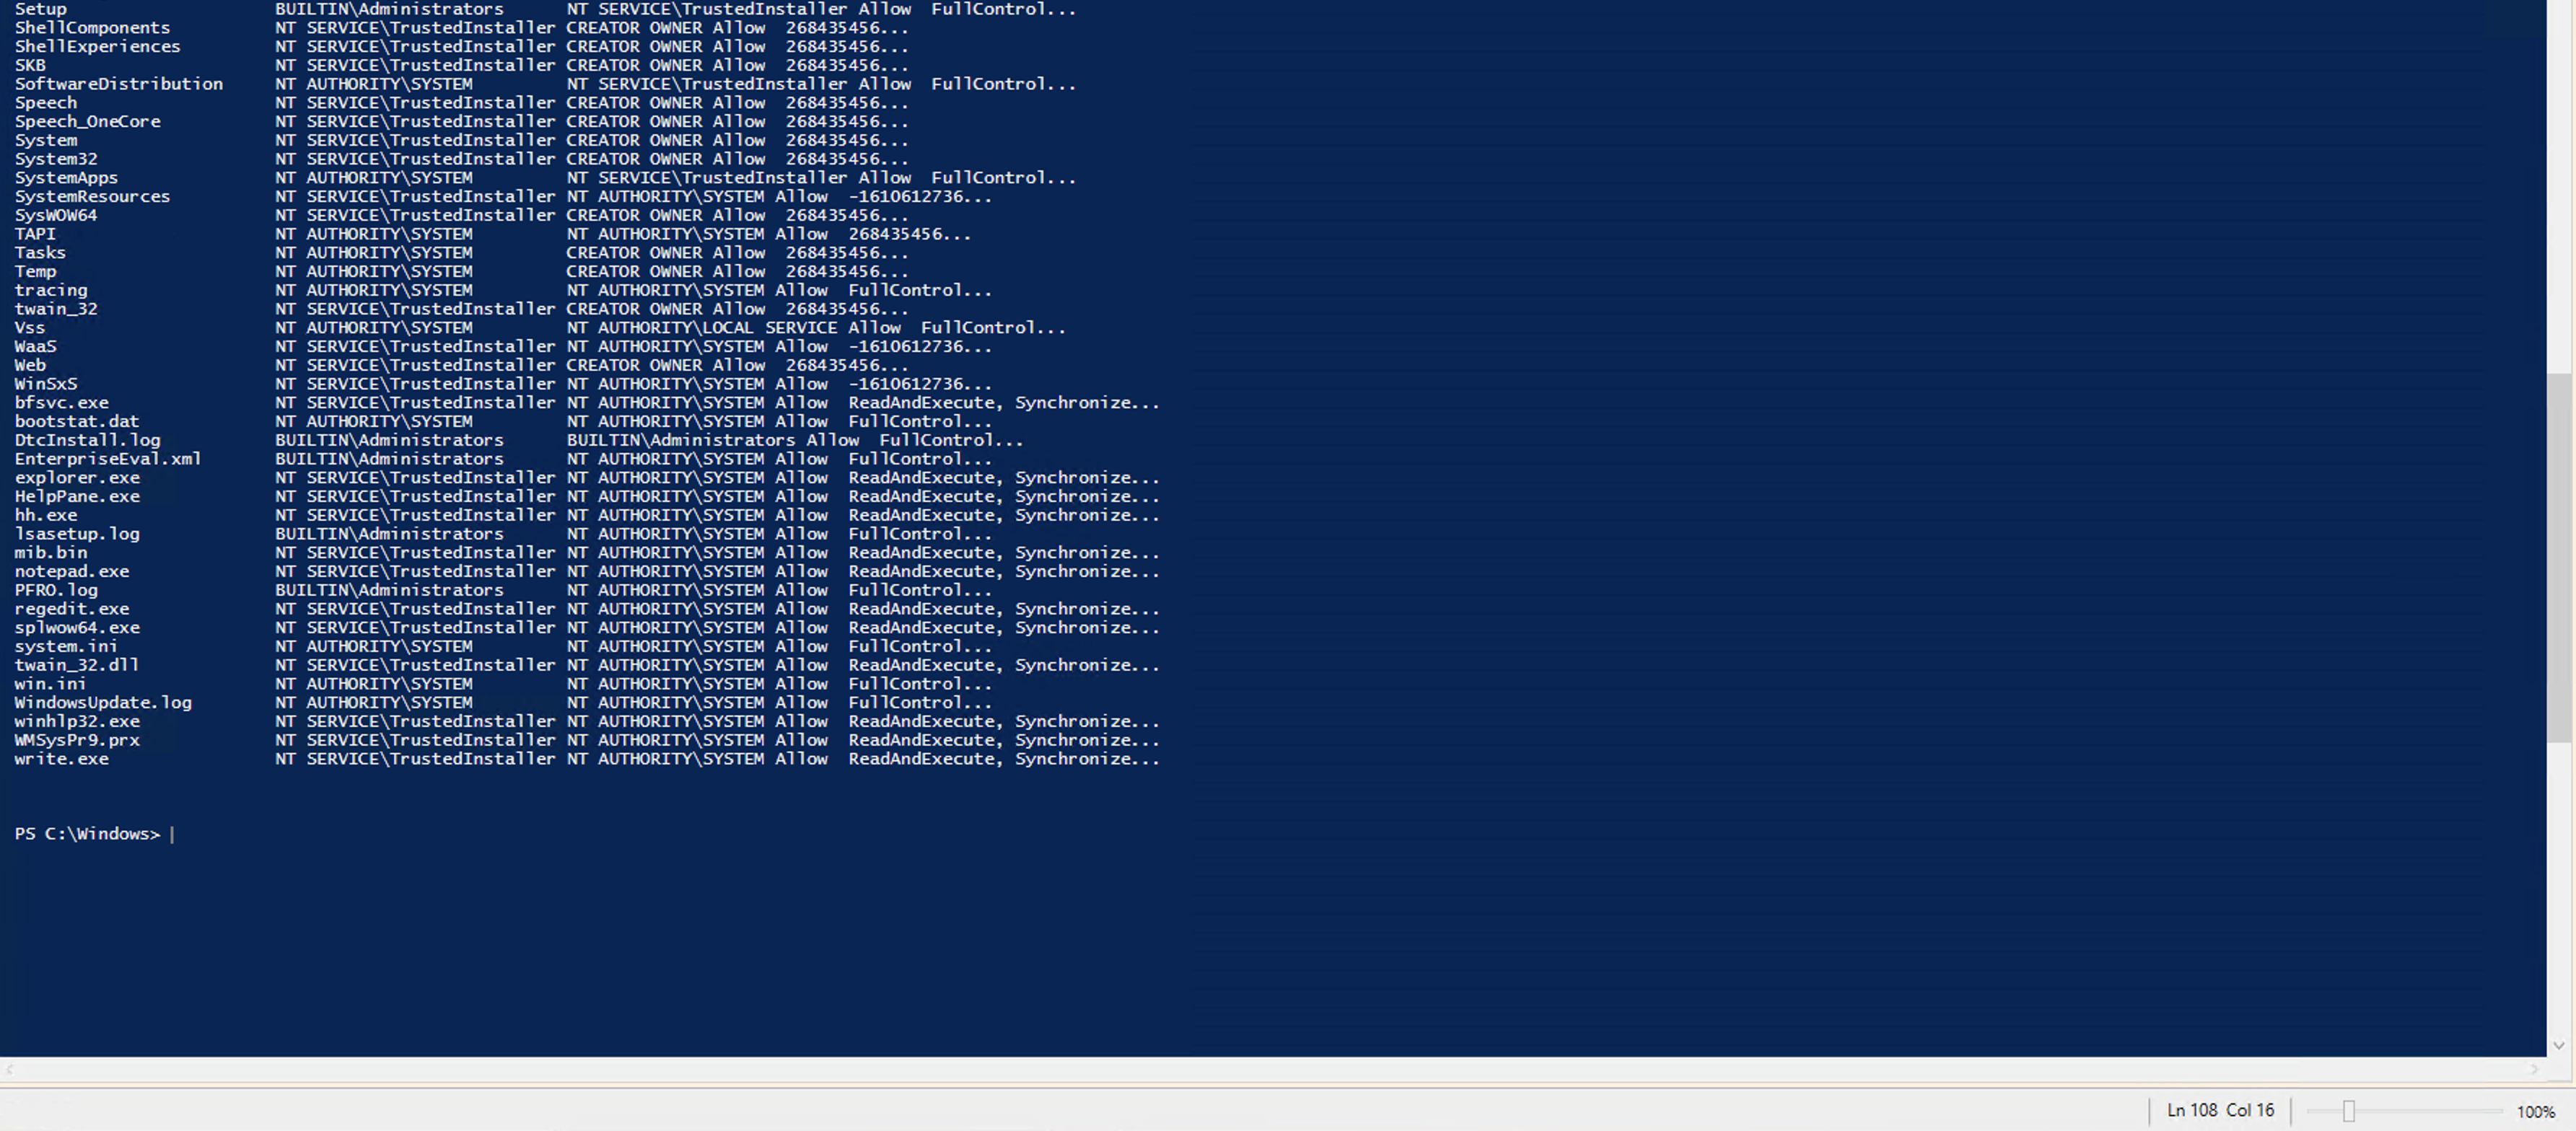 Setup BUILTIN\Administrators NT SERVICE\TrustedInstaller Allow FullControl...
ShellComponents NT SERVICE\TrustedInstaller CREATOR OWNER Allow 268435456...
ShellExperiences NT SERVICE\TrustedInstaller CREATOR OWNER Allow 268435456...
SKB NT SERVICE\TrustedInstaller CREATOR OWNER Allow 268435456...
SoftwareDistribution NT AUTHORITY\SYSTEM NT SERVICE\TrustedInstaller Allow FullControl...
Speech NT SERVICE\TrustedInstaller CREATOR OWNER Allow 268435456...
Speech_OneCore NT SERVICE\TrustedInstaller CREATOR OWNER Allow 268435456...
System NT SERVICE\TrustedInstaller CREATOR OWNER Allow 268435456...
System32 NT SERVICE\TrustedInstaller CREATOR OWNER Allow 268435456...
SystemApps NT AUTHORITY\SYSTEM NT SERVICE\TrustedInstaller Allow FullControl...
SystemResources NT SERVICE\TrustedInstaller NT AUTHORITY\SYSTEM Allow -1610612736...
SysWOW64 NT SERVICE\TrustedInstaller CREATOR OWNER Allow 268435456...
TAPI NT AUTHORITY\SYSTEM NT AUTHORITY\SYSTEM Allow 268435456...
Tasks NT AUTHORITY\SYSTEM CREATOR OWNER Allow 268435456...
Temp NT AUTHORITY\SYSTEM CREATOR OWNER Allow 268435456...
tracing NT AUTHORITY\SYSTEM NT AUTHORITY\SYSTEM Allow FullControl...
twain_32 NT SERVICE\TrustedInstaller CREATOR OWNER Allow 268435456...
Vss NT AUTHORITY\SYSTEM NT AUTHORITY\LOCAL SERVICE Allow FullControl...
WaaS NT SERVICE\TrustedInstaller NT AUTHORITY\SYSTEM Allow -1610612736...
Web NT SERVICE\TrustedInstaller CREATOR OWNER Allow 268435456...
WinSxS NT SERVICE\TrustedInstaller NT AUTHORITY\SYSTEM Allow -1610612736...
bfsvc.exe NT SERVICE\TrustedInstaller NT AUTHORITY\SYSTEM Allow ReadAndExecute, Synchronize...
bootstat.dat NT AUTHORITY\SYSTEM NT AUTHORITY\SYSTEM Allow FullControl...
DtcInstall.log BUILTIN\Administrators BUILTIN\Administrators Allow FullControl...
EnterpriseEval.xml BUILTIN\Administrators NT AUTHORITY\SYSTEM Allow FullControl...
explorer.exe NT SERVICE\TrustedInstaller NT AUTHORITY\SYSTEM Allow ReadAndExecute, Synchronize...
HelpPane.exe NT SERVICE\TrustedInstaller NT AUTHORITY\SYSTEM Allow ReadAndExecute, Synchronize...
hh.exe NT SERVICE\TrustedInstaller NT AUTHORITY\SYSTEM Allow ReadAndExecute, Synchronize...
lsasetup.log BUILTIN\Administrators NT AUTHORITY\SYSTEM Allow FullControl...
mib.bin NT SERVICE\TrustedInstaller NT AUTHORITY\SYSTEM Allow ReadAndExecute, Synchronize...
notepad.exe NT SERVICE\TrustedInstaller NT AUTHORITY\SYSTEM Allow ReadAndExecute, Synchronize...
PFRO.log BUILTIN\Administrators NT AUTHORITY\SYSTEM Allow FullControl...
regedit.exe NT SERVICE\TrustedInstaller NT AUTHORITY\SYSTEM Allow ReadAndExecute, Synchronize...
splwow64.exe NT SERVICE\TrustedInstaller NT AUTHORITY\SYSTEM Allow ReadAndExecute, Synchronize...
system.ini NT AUTHORITY\SYSTEM NT AUTHORITY\SYSTEM Allow FullControl...
twain_32.dll NT SERVICE\TrustedInstaller NT AUTHORITY\SYSTEM Allow ReadAndExecute, Synchronize...
win.ini NT AUTHORITY\SYSTEM NT AUTHORITY\SYSTEM Allow FullControl...
WindowsUpdate.log NT AUTHORITY\SYSTEM NT AUTHORITY\SYSTEM Allow FullControl...
winhlp32.exe NT SERVICE\TrustedInstaller NT AUTHORITY\SYSTEM Allow ReadAndExecute, Synchronize...
WMSysPr9.prx NT SERVICE\TrustedInstaller NT AUTHORITY\SYSTEM Allow ReadAndExecute, Synchronize...
write.exe NT SERVICE\TrustedInstaller NT AUTHORITY\SYSTEM Allow ReadAndExecute, Synchronize...
PS C:\Windows>
Ln 108 Col 16 100%